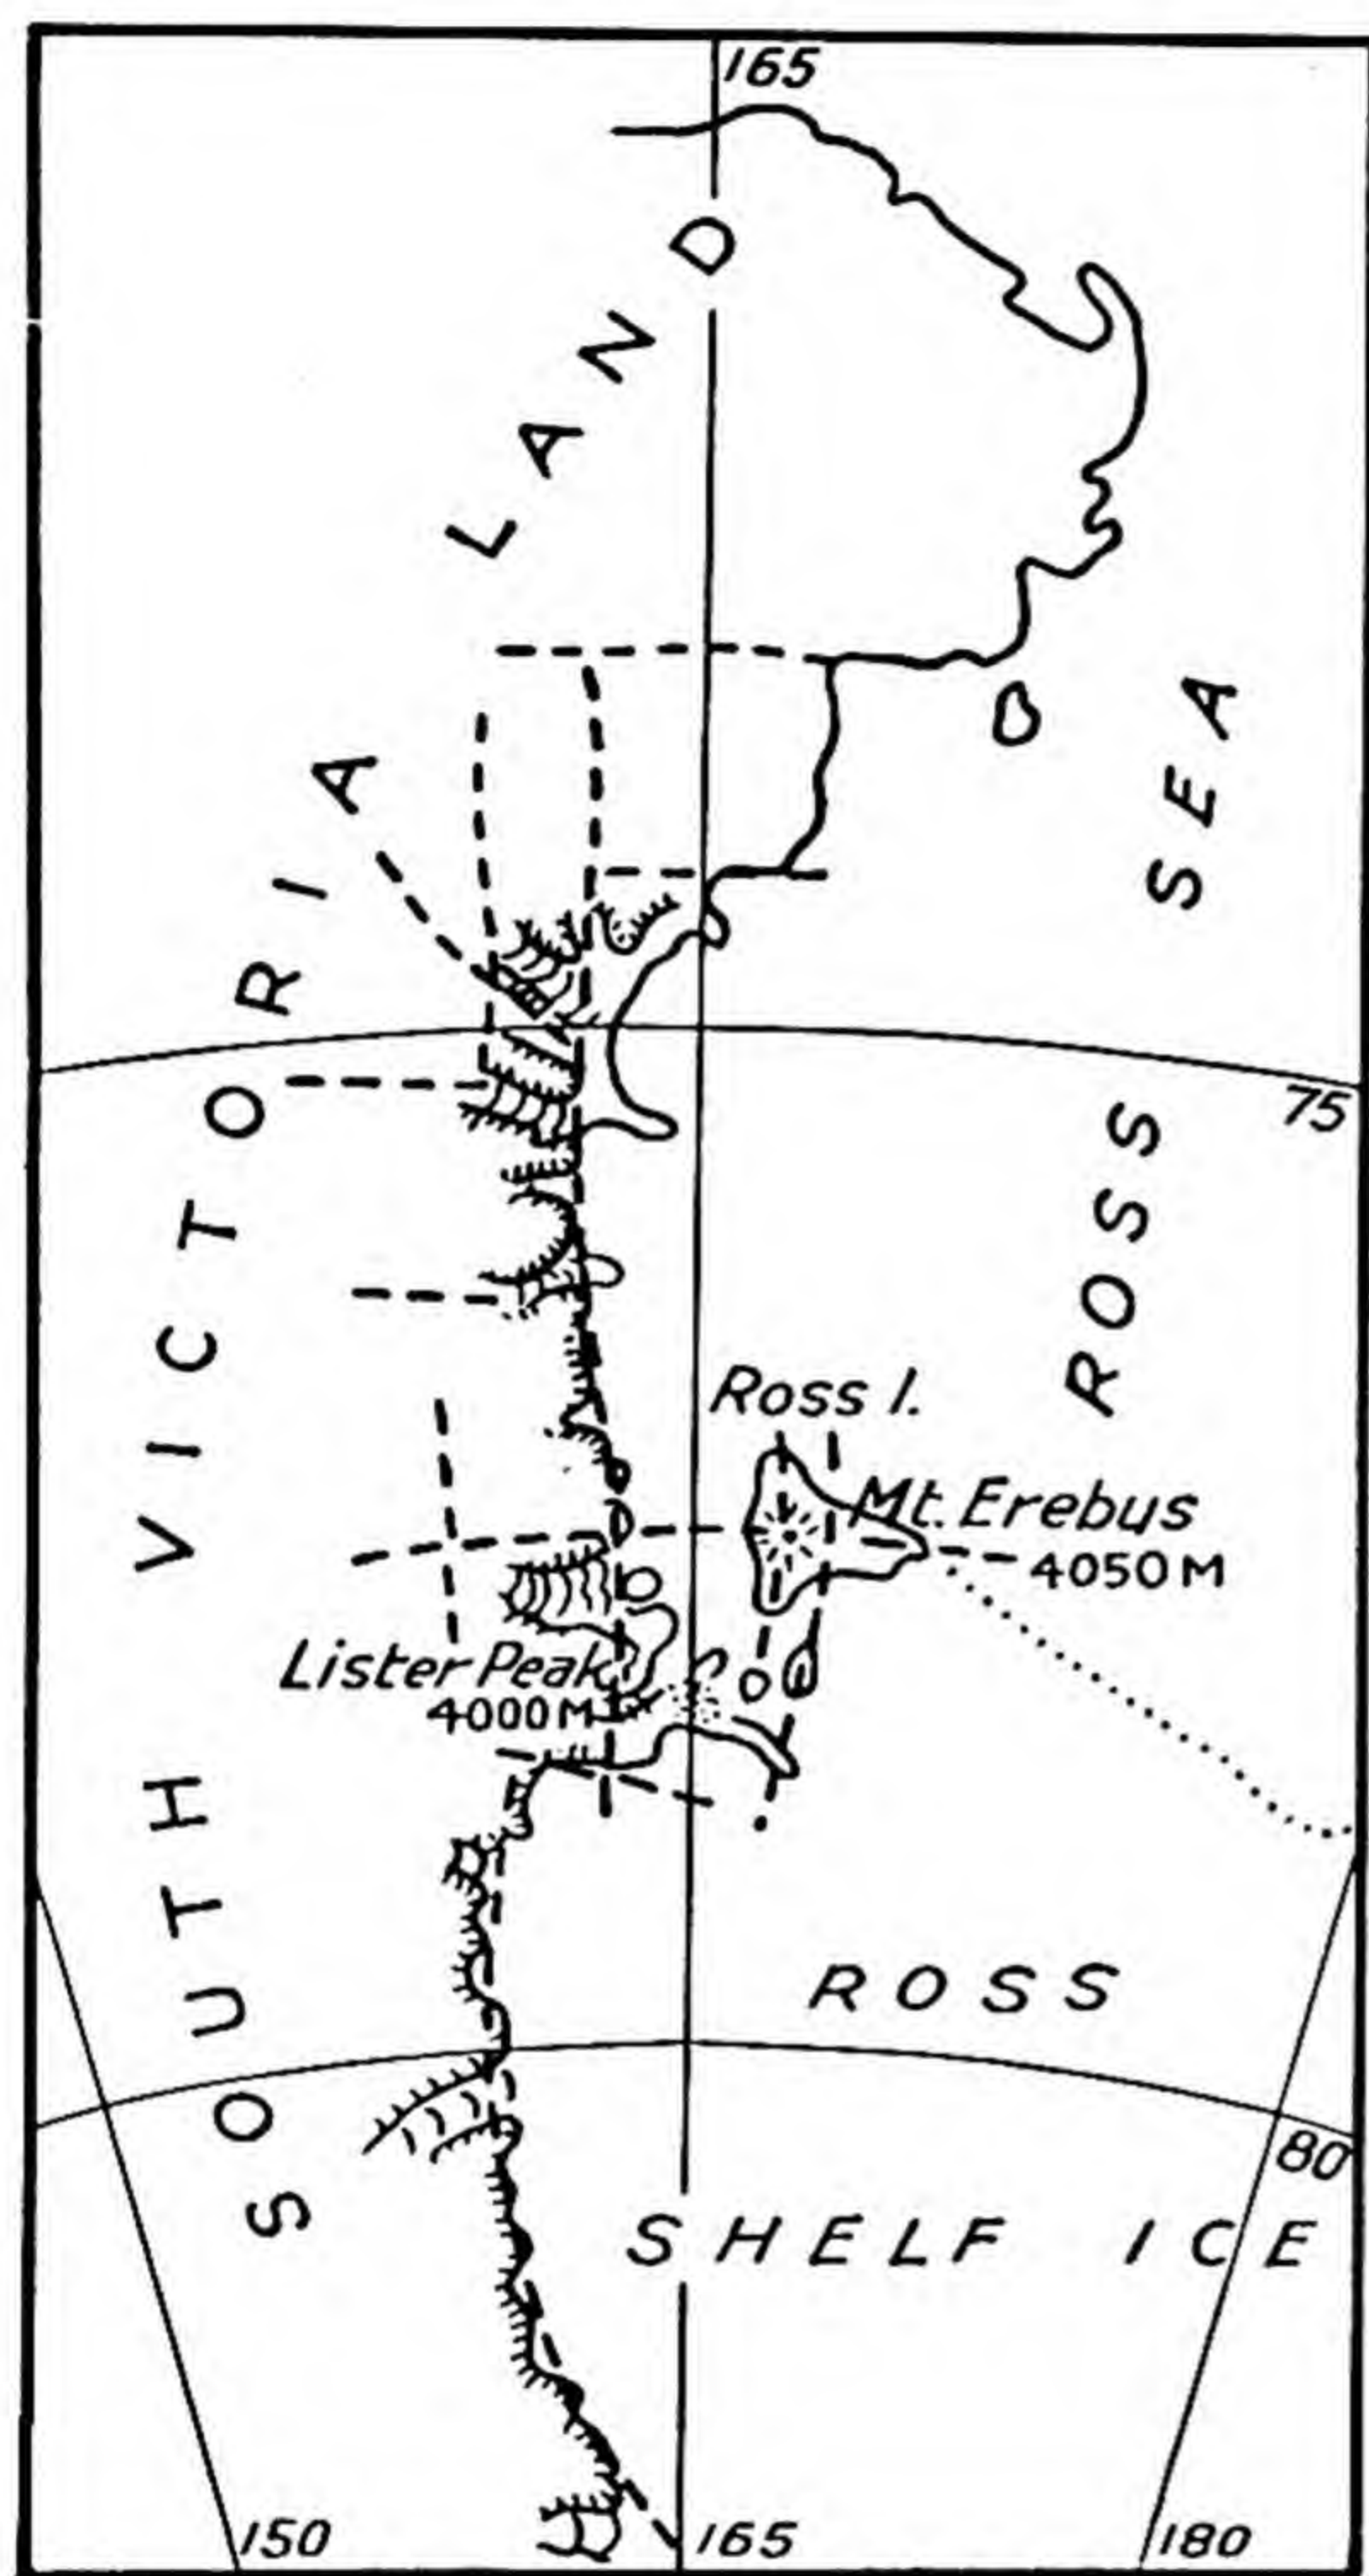 165
SOUTH VICTORIA LAND
ROSS SEA
75
Ross I.
Mt. Erebus
4050 M
Lister Peak
4000 M
ROSS
80
SHELF ICE
150
165
180